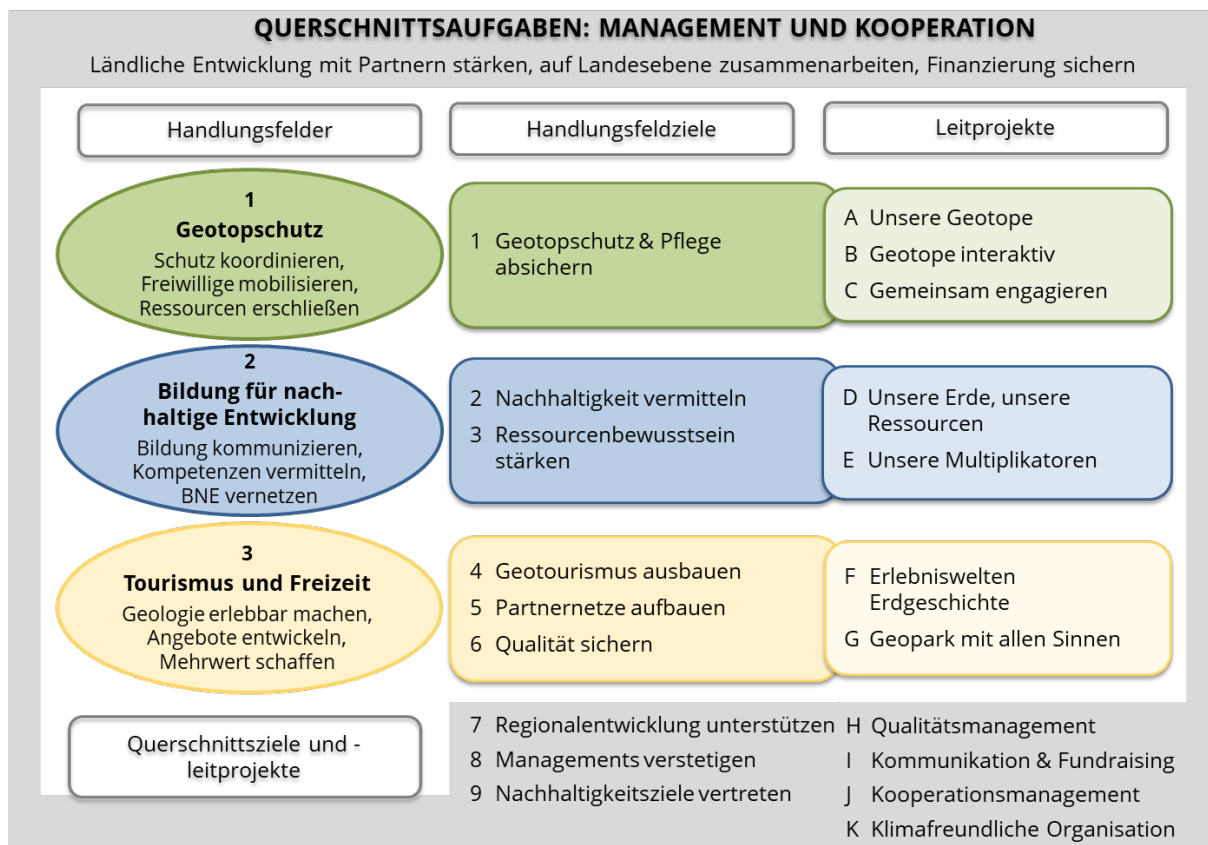 QUERSCHNITTSAUFGABEN: MANAGEMENT UND KOOPERATION
Ländliche Entwicklung mit Partnern stärken, auf Landesebene zusammenarbeiten, Finanzierung sichern
Handlungsfelder
Handlungsfeldziele
Leitprojekte
1
Geotopschutz
Schutz koordinieren,
Freiwillige mobilisieren,
Ressourcen erschließen
1 Geotopschutz & Pflege
absichern
A Unsere Geotope
B Geotope interaktiv
C Gemeinsam engagieren
2
Bildung für nach-
haltige Entwicklung
Bildung kommunizieren,
Kompetenzen vermitteln,
BNE vernetzen
2 Nachhaltigkeit vermitteln
3 Ressourcenbewusstsein
stärken
D Unsere Erde, unsere
Ressourcen
E Unsere Multiplikatoren
3
Tourismus und Freizeit
Geologie erlebbar machen,
Angebote entwickeln,
Mehrwert schaffen
4 Geotourismus ausbauen
5 Partnernetze aufbauen
6 Qualität sichern
F Erlebniswelten
Erdgeschichte
G Geopark mit allen Sinnen
Querschnittsziele und -
leitprojekte
7 Regionalentwicklung unterstützen
8 Managements verstetigen
9 Nachhaltigkeitsziele vertreten
H Qualitätsmanagement
I Kommunikation & Fundraising
J Kooperationsmanagement
K Klimafreundliche Organisation